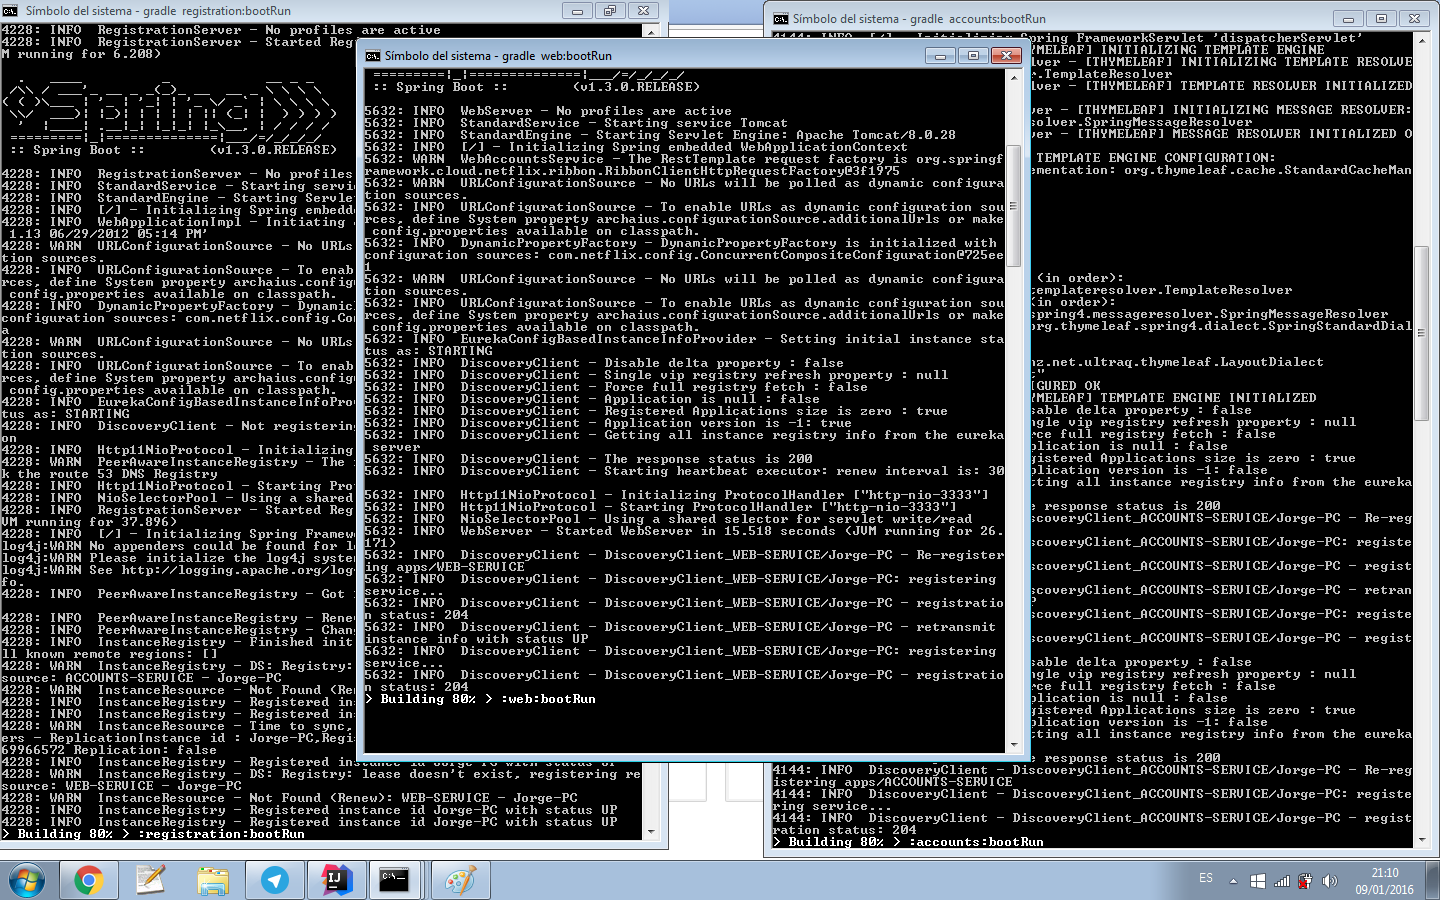 Símbolo del sistema - gradle  registration:bootRun
4228: INFO  RegistrationServer - No profiles are active
4228: INFO  RegistrationServer - Started Reg
M running for 6.208)
:: Spring Boot ::        (v1.3.0.RELEASE)
4228: INFO  RegistrationServer - No profiles
4228: INFO  StandardService - Starting servi
4228: INFO  StandardEngine - Starting Servlet
4228: INFO  [/] - Initializing Spring embedde
4228: INFO  WebApplicationImpl - Initiating
1.13 06/29/2012 05:14 PM'
4228: WARN  URLConfigurationSource - No URLs
tion sources.
4228: INFO  URLConfigurationSource - To enab
rces, define System property archaius.config
config.properties available on classpath.
4228: INFO  DynamicPropertyFactory - Dynamic
configuration sources: com.netflix.config.Co
a
4228: WARN  URLConfigurationSource - No URLs
tion sources.
4228: INFO  URLConfigurationSource - To enab
rces, define System property archaius.config
config.properties available on classpath.
4228: INFO  EurekaConfigBasedInstanceInfoPro
tus as: STARTING
4228: INFO  DiscoveryClient - Not registering
on
4228: INFO  Http11NioProtocol - Initializing
4228: WARN  PeerAwareInstanceRegistry - The
k the route 53 DNS Registry
4228: INFO  Http11NioProtocol - Starting Pro
4228: INFO  NioSelectorPool - Using a shared
4228: INFO  RegistrationServer - Started Reg
VM running for 37.896)
4228: INFO  [/] - Initializing Spring Framew
log4j:WARN No appenders could be found for l
log4j:WARN Please initialize the log4j syste
log4j:WARN See http://logging.apache.org/log
fo.
4228: INFO  PeerAwareInstanceRegistry - Got
4228: INFO  PeerAwareInstanceRegistry - Rene
4228: INFO  PeerAwareInstanceRegistry - Chan
4228: INFO  InstanceRegistry - Finished init
ll known remote regions: []
4228: WARN  InstanceRegistry - DS: Registry:
source: ACCOUNTS-SERVICE - Jorge-PC
4228: WARN  InstanceResource - Not Found (Re
4228: INFO  InstanceRegistry - Registered in
4228: INFO  InstanceRegistry - Registered in
4228: WARN  InstanceResource - Time to sync,
ers - ReplicationInstance id : Jorge-PC,Regi
69966572 Replication: false
4228: INFO  InstanceRegistry - Registered instance id Jorge-PC with status UP
4228: WARN  InstanceRegistry - DS: Registry: lease doesn't exist, registering re
source: WEB-SERVICE - Jorge-PC
4228: WARN  InstanceResource - Not Found (Renew): WEB-SERVICE - Jorge-PC
4228: INFO  InstanceRegistry - Registered instance id Jorge-PC with status UP
4228: INFO  InstanceRegistry - Registered instance id Jorge-PC with status UP
> Building 80% > :registration:bootRun
Símbolo del sistema - gradle  web:bootRun
:: Spring Boot ::        (v1.3.0.RELEASE)
5632: INFO  WebServer - No profiles are active
5632: INFO  StandardService - Starting service Tomcat
5632: INFO  StandardEngine - Starting Servlet Engine: Apache Tomcat/8.0.28
5632: INFO  [/] - Initializing Spring embedded WebApplicationContext
5632: WARN  WebAccountsService - The RestTemplate request factory is org.springf
ramework.cloud.netflix.ribbon.RibbonClientHttpRequestFactory@3f1975
5632: WARN  URLConfigurationSource - No URLs will be polled as dynamic configura
tion sources.
5632: INFO  URLConfigurationSource - To enable URLs as dynamic configuration sou
rces, define System property archaius.configurationSource.additionalUrls or make
config.properties available on classpath.
5632: INFO  DynamicPropertyFactory - DynamicPropertyFactory is initialized with
configuration sources: com.netflix.config.ConcurrentCompositeConfiguration@725ee
1
5632: WARN  URLConfigurationSource - No URLs will be polled as dynamic configura
tion sources.
5632: INFO  URLConfigurationSource - To enable URLs as dynamic configuration sou
rces, define System property archaius.configurationSource.additionalUrls or make
config.properties available on classpath.
5632: INFO  EurekaConfigBasedInstanceInfoProvider - Setting initial instance sta
tus as: STARTING
5632: INFO  DiscoveryClient - Disable delta property : false
5632: INFO  DiscoveryClient - Single vip registry refresh property : null
5632: INFO  DiscoveryClient - Force full registry fetch : false
5632: INFO  DiscoveryClient - Application is null : false
5632: INFO  DiscoveryClient - Registered Applications size is zero : true
5632: INFO  DiscoveryClient - Application version is -1: true
5632: INFO  DiscoveryClient - Getting all instance registry info from the eureka
server
5632: INFO  DiscoveryClient - The response status is 200
5632: INFO  DiscoveryClient - Starting heartbeat executor: renew interval is: 30
5632: INFO  Http11NioProtocol - Initializing ProtocolHandler ["http-nio-3333"]
5632: INFO  Http11NioProtocol - Starting ProtocolHandler ["http-nio-3333"]
5632: INFO  NioSelectorPool - Using a shared selector for servlet write/read
5632: INFO  WebServer - Started WebServer in 15.518 seconds (JVM running for 26.
171)
5632: INFO  DiscoveryClient - DiscoveryClient_WEB-SERVICE/Jorge-PC - Re-register
ing apps/WEB-SERVICE
5632: INFO  DiscoveryClient - DiscoveryClient_WEB-SERVICE/Jorge-PC: registering
service...
5632: INFO  DiscoveryClient - DiscoveryClient_WEB-SERVICE/Jorge-PC - registratio
n status: 204
5632: INFO  DiscoveryClient - DiscoveryClient_WEB-SERVICE/Jorge-PC - retransmit
instance info with status UP
5632: INFO  DiscoveryClient - DiscoveryClient_WEB-SERVICE/Jorge-PC: registering
service...
5632: INFO  DiscoveryClient - DiscoveryClient_WEB-SERVICE/Jorge-PC - registratio
n status: 204
> Building 80% > :web:bootRun
Símbolo del sistema - gradle  accounts:bootRun
4144: INFO  [/] - Initializing Spring FrameworkServlet 'dispatcherServlet'
HYMELEAF] INITIALIZING TEMPLATE ENGINE
lver - [THYMELEAF] INITIALIZING TEMPLATE RESOLVE
r.TemplateResolver
lver - [THYMELEAF] TEMPLATE RESOLVER INITIALIZED
ver - [THYMELEAF] INITIALIZING MESSAGE RESOLVER:
solver.SpringMessageResolver
ver - [THYMELEAF] MESSAGE RESOLVER INITIALIZED O
TEMPLATE ENGINE CONFIGURATION:
ementation: org.thymeleaf.cache.StandardCacheMan
(in order):
templateresolver.TemplateResolver
(in order):
spring4.messageresolver.SpringMessageResolver
org.thymeleaf.spring4.dialect.SpringStandardDial
nz.net.ultraq.thymeleaf.LayoutDialect
"
IGURED OK
HYMELEAF] TEMPLATE ENGINE INITIALIZED
sable delta property : false
ngle vip registry refresh property : null
rce full registry fetch : false
plication is null : false
gistered Applications size is zero : true
plication version is -1: false
tting all instance registry info from the eureka
e response status is 200
scoveryClient_ACCOUNTS-SERVICE/Jorge-PC - Re-reg
scoveryClient_ACCOUNTS-SERVICE/Jorge-PC: registe
scoveryClient_ACCOUNTS-SERVICE/Jorge-PC - regist
scoveryClient_ACCOUNTS-SERVICE/Jorge-PC - retran
scoveryClient_ACCOUNTS-SERVICE/Jorge-PC: registe
scoveryClient_ACCOUNTS-SERVICE/Jorge-PC - regist
sable delta property : false
ngle vip registry refresh property : null
rce full registry fetch : false
plication is null : false
gistered Applications size is zero : true
plication version is -1: false
tting all instance registry info from the eureka
e response status is 200
4144: INFO  DiscoveryClient - DiscoveryClient_ACCOUNTS-SERVICE/Jorge-PC - Re-reg
istering apps/ACCOUNTS-SERVICE
4144: INFO  DiscoveryClient - DiscoveryClient_ACCOUNTS-SERVICE/Jorge-PC: registe
ring service...
4144: INFO  DiscoveryClient - DiscoveryClient_ACCOUNTS-SERVICE/Jorge-PC - regist
ration status: 204
> Building 80% > :accounts:bootRun
ES
21:10
09/01/2016